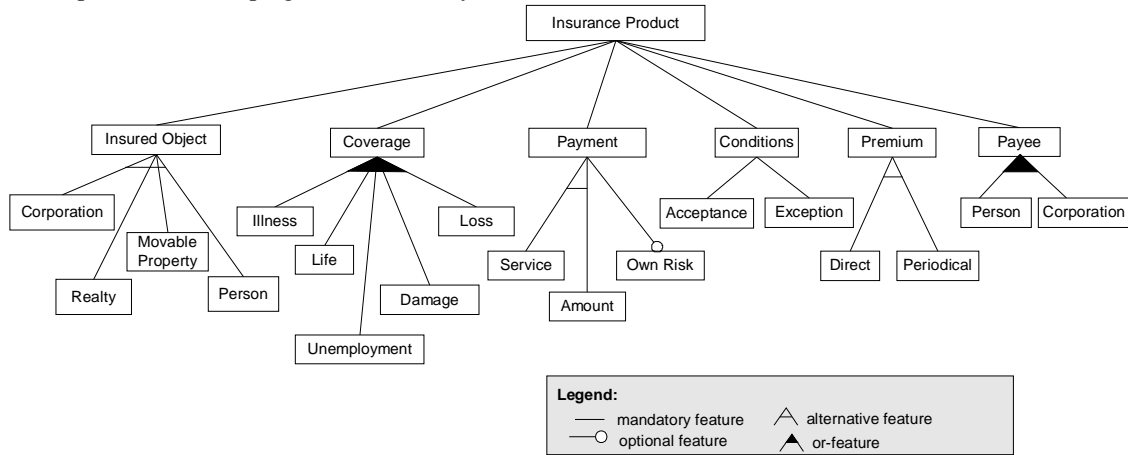 Insurance Product
Insured Object
Coverage
Payment
Conditions
Premium
Payee
Corporation
Realty
Movable
Property
Person
Illness
Life
Unemployment
Damage
Loss
Service
Amount
Own Risk
Acceptance
Exception
Direct
Periodical
Person
Corporation
Legend:
mandatory feature
optional feature
alternative feature
or-feature